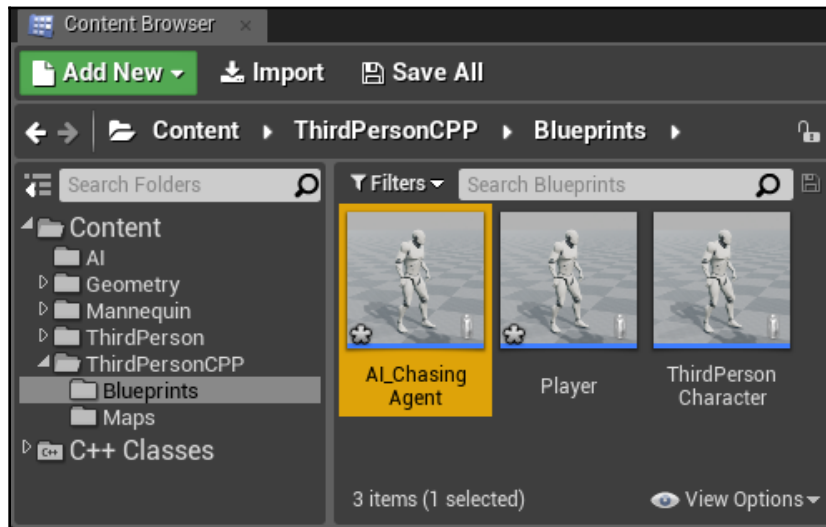 Content Browser
Add New
Import
Save All
Content
ThirdPersonCPP
Blueprints
Search Folders
Content
AI
Geometry
Mannequin
ThirdPerson
ThirdPersonCPP
Blueprints
Maps
C++ Classes
Filters
Search Blueprints
AI_Chasing
Agent
Player
ThirdPerson
Character
3 items (1 selected)
View Options